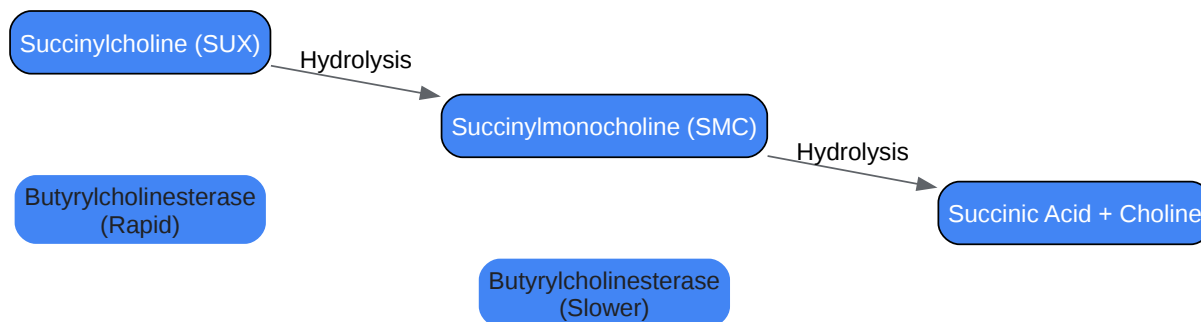 Succinylcholine (SUX)
Hydrolysis
Succinylmonocholine (SMC)
Hydrolysis
Succinic Acid + Choline
Butyrylcholinesterase
(Rapid)
Butyrylcholinesterase
(Slower)